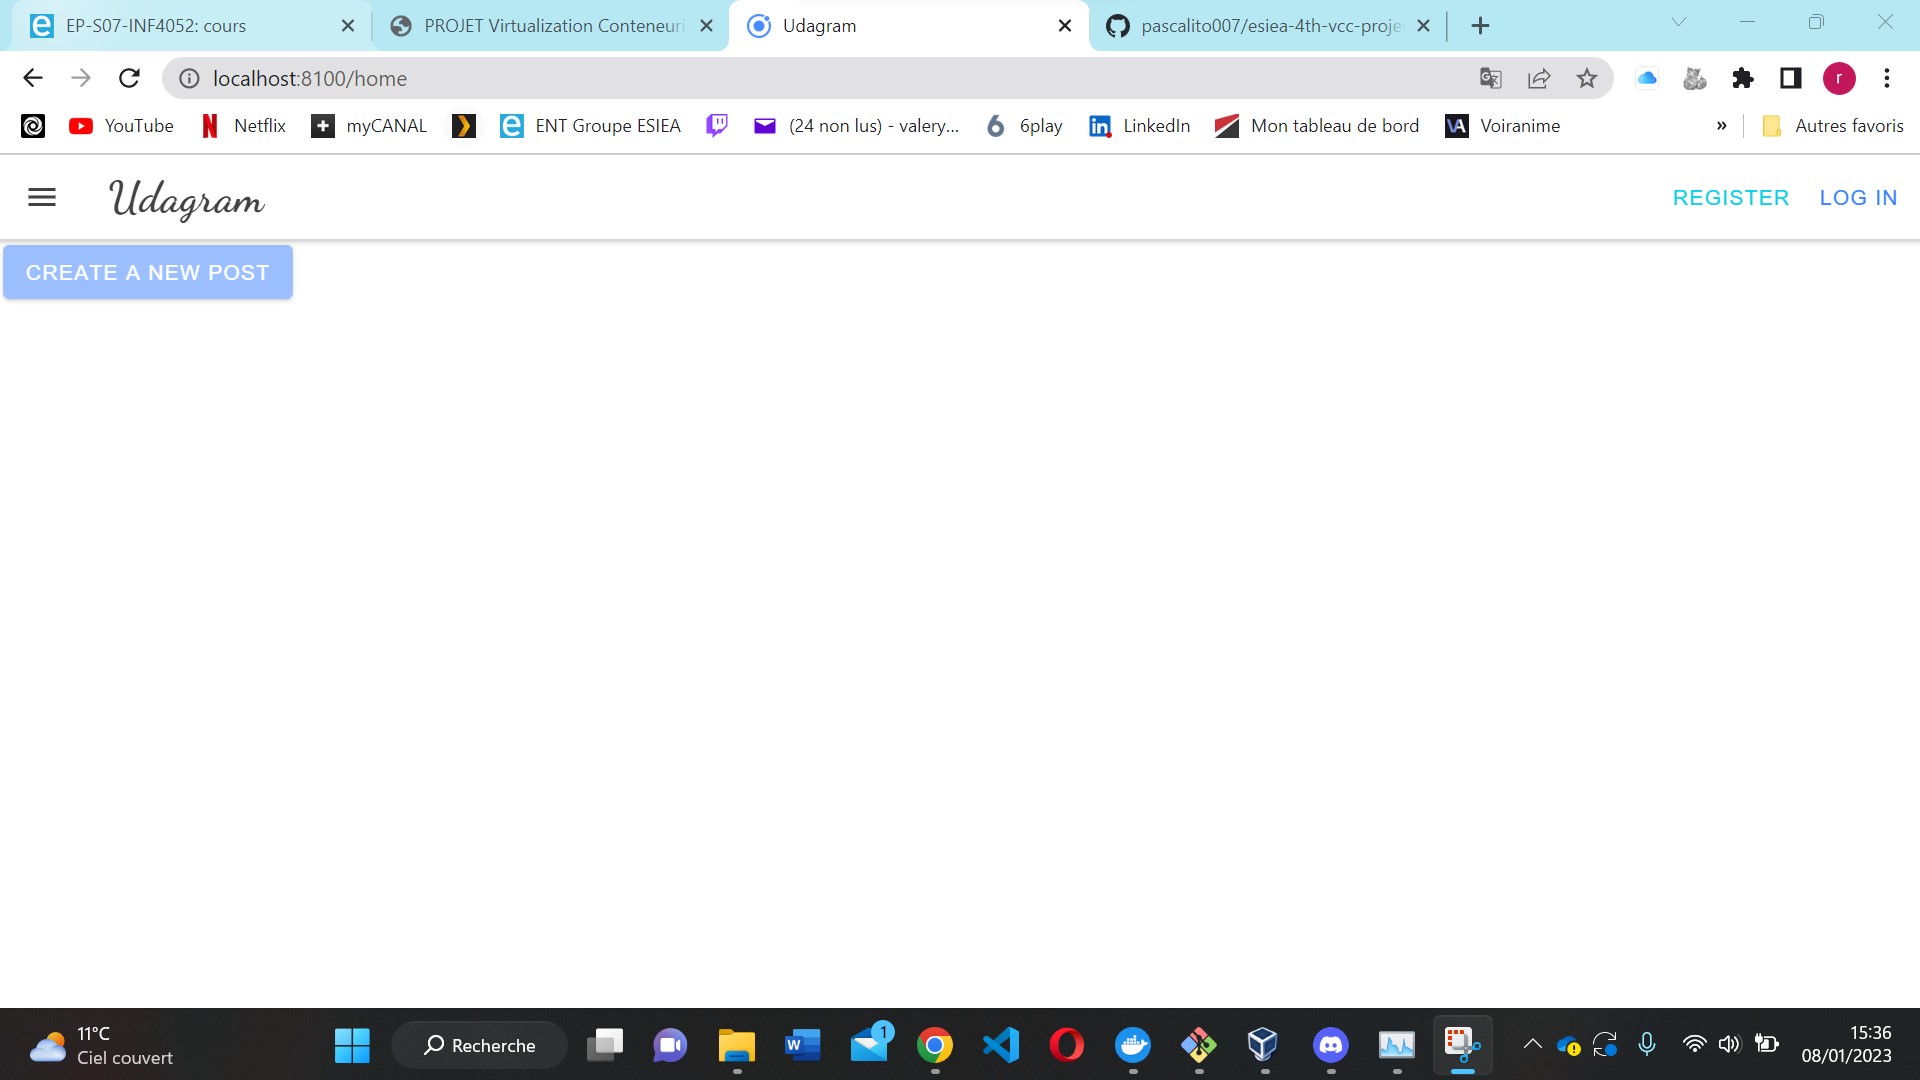 EP-S07-INF4052: cours
PROJET Virtualization Conteneuri
Udagram
pascalito007/esiea-4th-vcc-proje
localhost:8100/home
r
YouTube
Netflix
myCANAL
ENT Groupe ESIEA
(24 non lus) - valery...
6play
LinkedIn
Mon tableau de bord
VA
Voiranime
»
Autres favoris
Udagram
REGISTER
LOG IN
CREATE A NEW POST
11°C
Ciel couvert
Recherche
1
15:36
08/01/2023